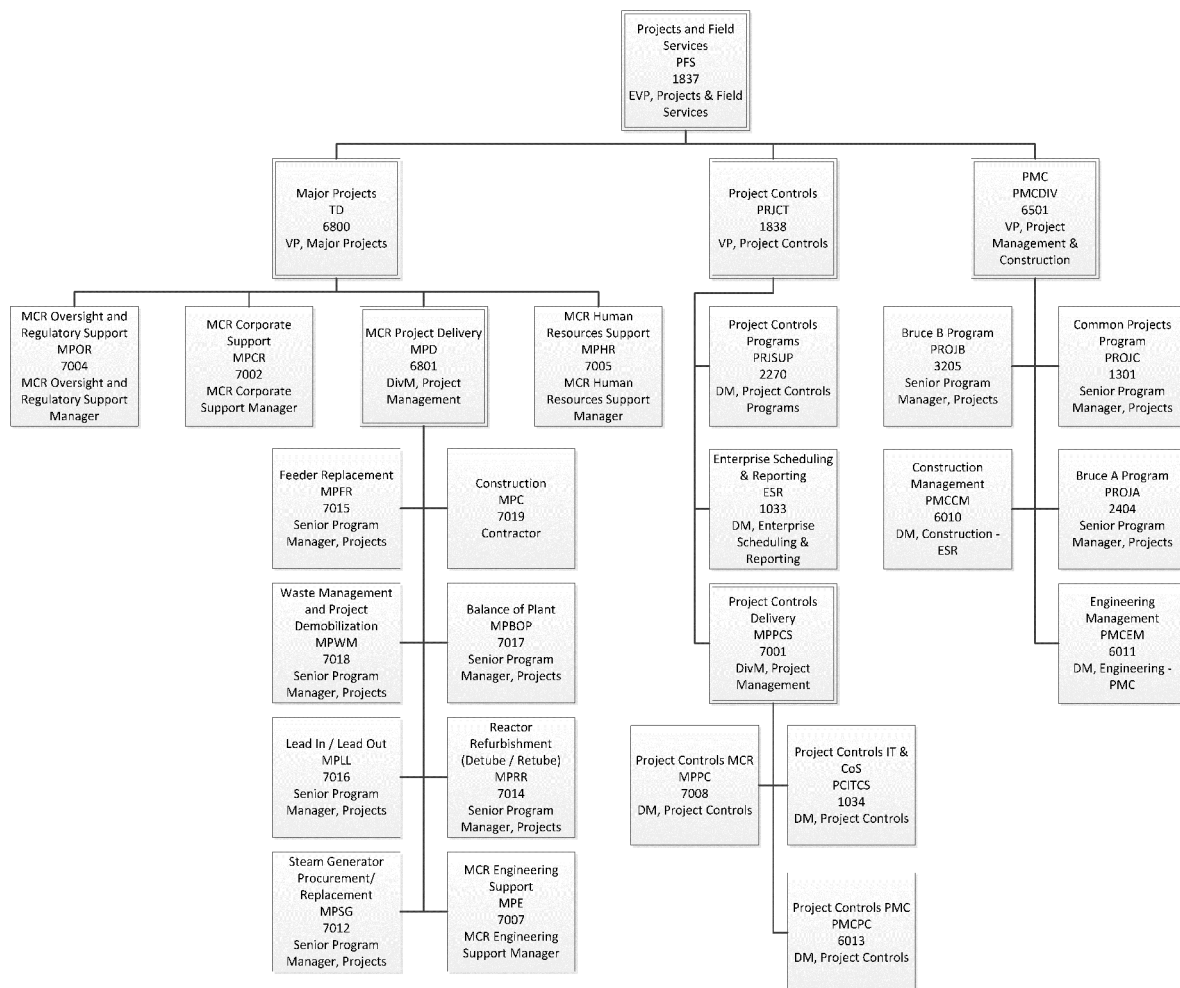 Projects and Field
Services
PFS
1837
EVP, Projects & Field
Services
Major Projects
TD
6800
VP, Major Projects
Project Controls
PRJCT
1838
VP, Project Controls
PMC
PMCDIV
6501
VP, Project
Management &
Construction
MCR Oversight and
Regulatory Support
MPOR
7004
MCR Oversight and
Regulatory Support
Manager
MCR Corporate
Support
MPCR
7002
MCR Corporate
Support Manager
MCR Project Delivery
MPD
6801
DivM, Project
Management
MCR Human
Resources Support
MPHR
7005
MCR Human
Resources Support
Manager
Project Controls
Programs
PRJSUP
2270
DM, Project Controls
Programs
Bruce B Program
PROJB
3205
Senior Program
Manager, Projects
Common Projects
Program
PROJC
1301
Senior Program
Manager, Projects
Feeder Replacement
MPFR
7015
Senior Program
Manager, Projects
Construction
MPC
7019
Contractor
Enterprise Scheduling
& Reporting
ESR
1033
DM, Enterprise
Scheduling &
Reporting
Construction
Management
PMCCM
6010
DM, Construction -
ESR
Bruce A Program
PROJA
2404
Senior Program
Manager, Projects
Waste Management
and Project
Demobilization
MPWM
7018
Senior Program
Manager, Projects
Balance of Plant
MPBOP
7017
Senior Program
Manager, Projects
Project Controls
Delivery
MPPCS
7001
DivM, Project
Management
Engineering
Management
PMCEM
6011
DM, Engineering -
PMC
Lead In / Lead Out
MPLL
7016
Senior Program
Manager, Projects
Reactor
Refurbishment
(Detube / Retube)
MPRR
7014
Senior Program
Manager, Projects
Project Controls MCR
MPPC
7008
DM, Project Controls
Project Controls IT &
CoS
PCITCS
1034
DM, Project Controls
Steam Generator
Procurement/
Replacement
MPSG
7012
Senior Program
Manager, Projects
MCR Engineering
Support
MPE
7007
MCR Engineering
Support Manager
Project Controls PMC
PMCPC
6013
DM, Project Controls